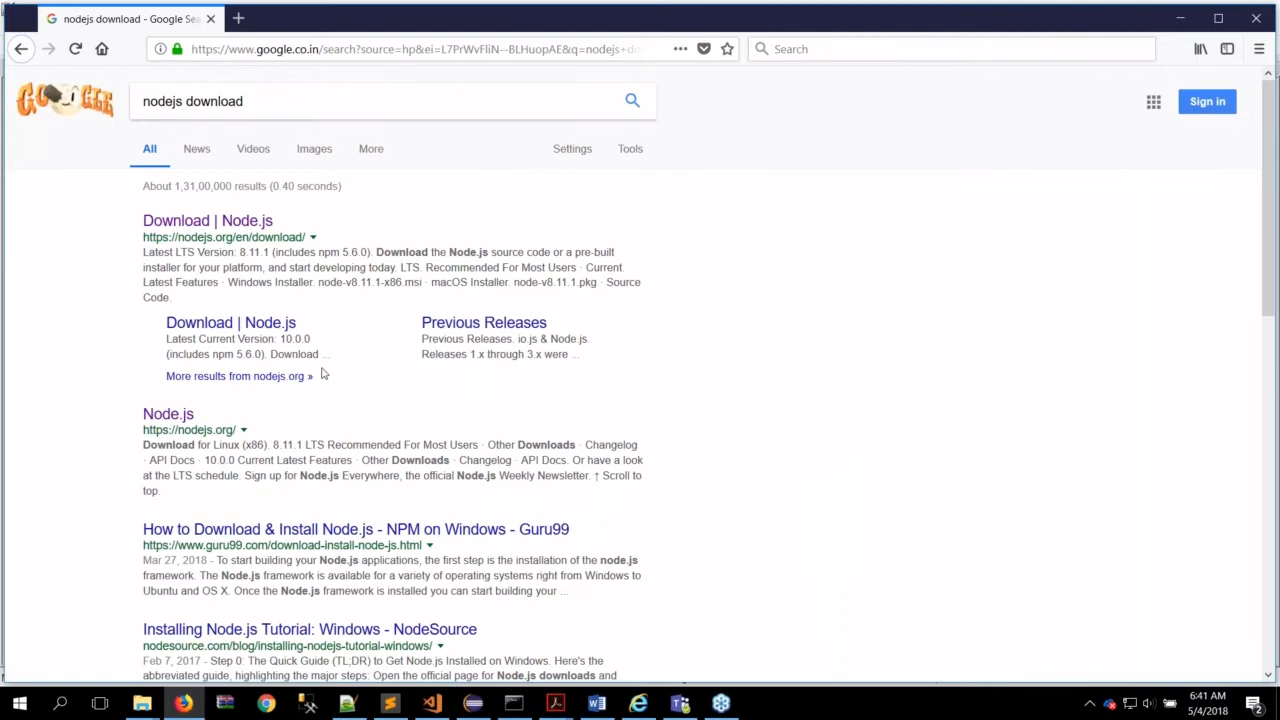 nodejs download - Google Sea
https://www.google.co.in/search?source=hp&ei=L7PrWvFliN--BLHuopAE&q=nodejs+do
Search
GOOGLE
nodejs download
Sign in
All News Videos Images More Settings Tools
About 1,31,00,000 results (0.40 seconds)
Download | Node.js
https://nodejs.org/en/download/
Latest LTS Version: 8.11.1 (includes npm 5.6.0). Download the Node.js source code or a pre-built
installer for your platform, and start developing today. LTS. Recommended For Most Users · Current.
Latest Features · Windows Installer. node-v8.11.1-x86.msi · macOS Installer. node-v8.11.1.pkg · Source
Code.
Download | Node.js Previous Releases
Latest Current Version: 10.0.0 Previous Releases. io.js & Node.js.
(includes npm 5.6.0). Download ... Releases 1.x through 3.x were ...
More results from nodejs.org »
Node.js
https://nodejs.org/
Download for Linux (x86). 8.11.1 LTS Recommended For Most Users · Other Downloads · Changelog
· API Docs · 10.0.0 Current Latest Features · Other Downloads · Changelog · API Docs. Or have a look
at the LTS schedule. Sign up for Node.js Everywhere, the official Node.js Weekly Newsletter. ↑ Scroll to
top.
How to Download & Install Node.js - NPM on Windows - Guru99
https://www.guru99.com/download-install-node-js.html
Mar 27, 2018 - To start building your Node.js applications, the first step is the installation of the node.js
framework. The Node.js framework is available for a variety of operating systems right from Windows to
Ubuntu and OS X. Once the Node.js framework is installed you can start building your ...
Installing Node.js Tutorial: Windows - NodeSource
nodesource.com/blog/installing-nodejs-tutorial-windows/
Feb 7, 2017 - Step 0: The Quick Guide (TL;DR) to Get Node.js Installed on Windows. Here's the
abbreviated guide, highlighting the major steps: Open the official page for Node.js downloads and
6:41 AM
5/4/2018
2